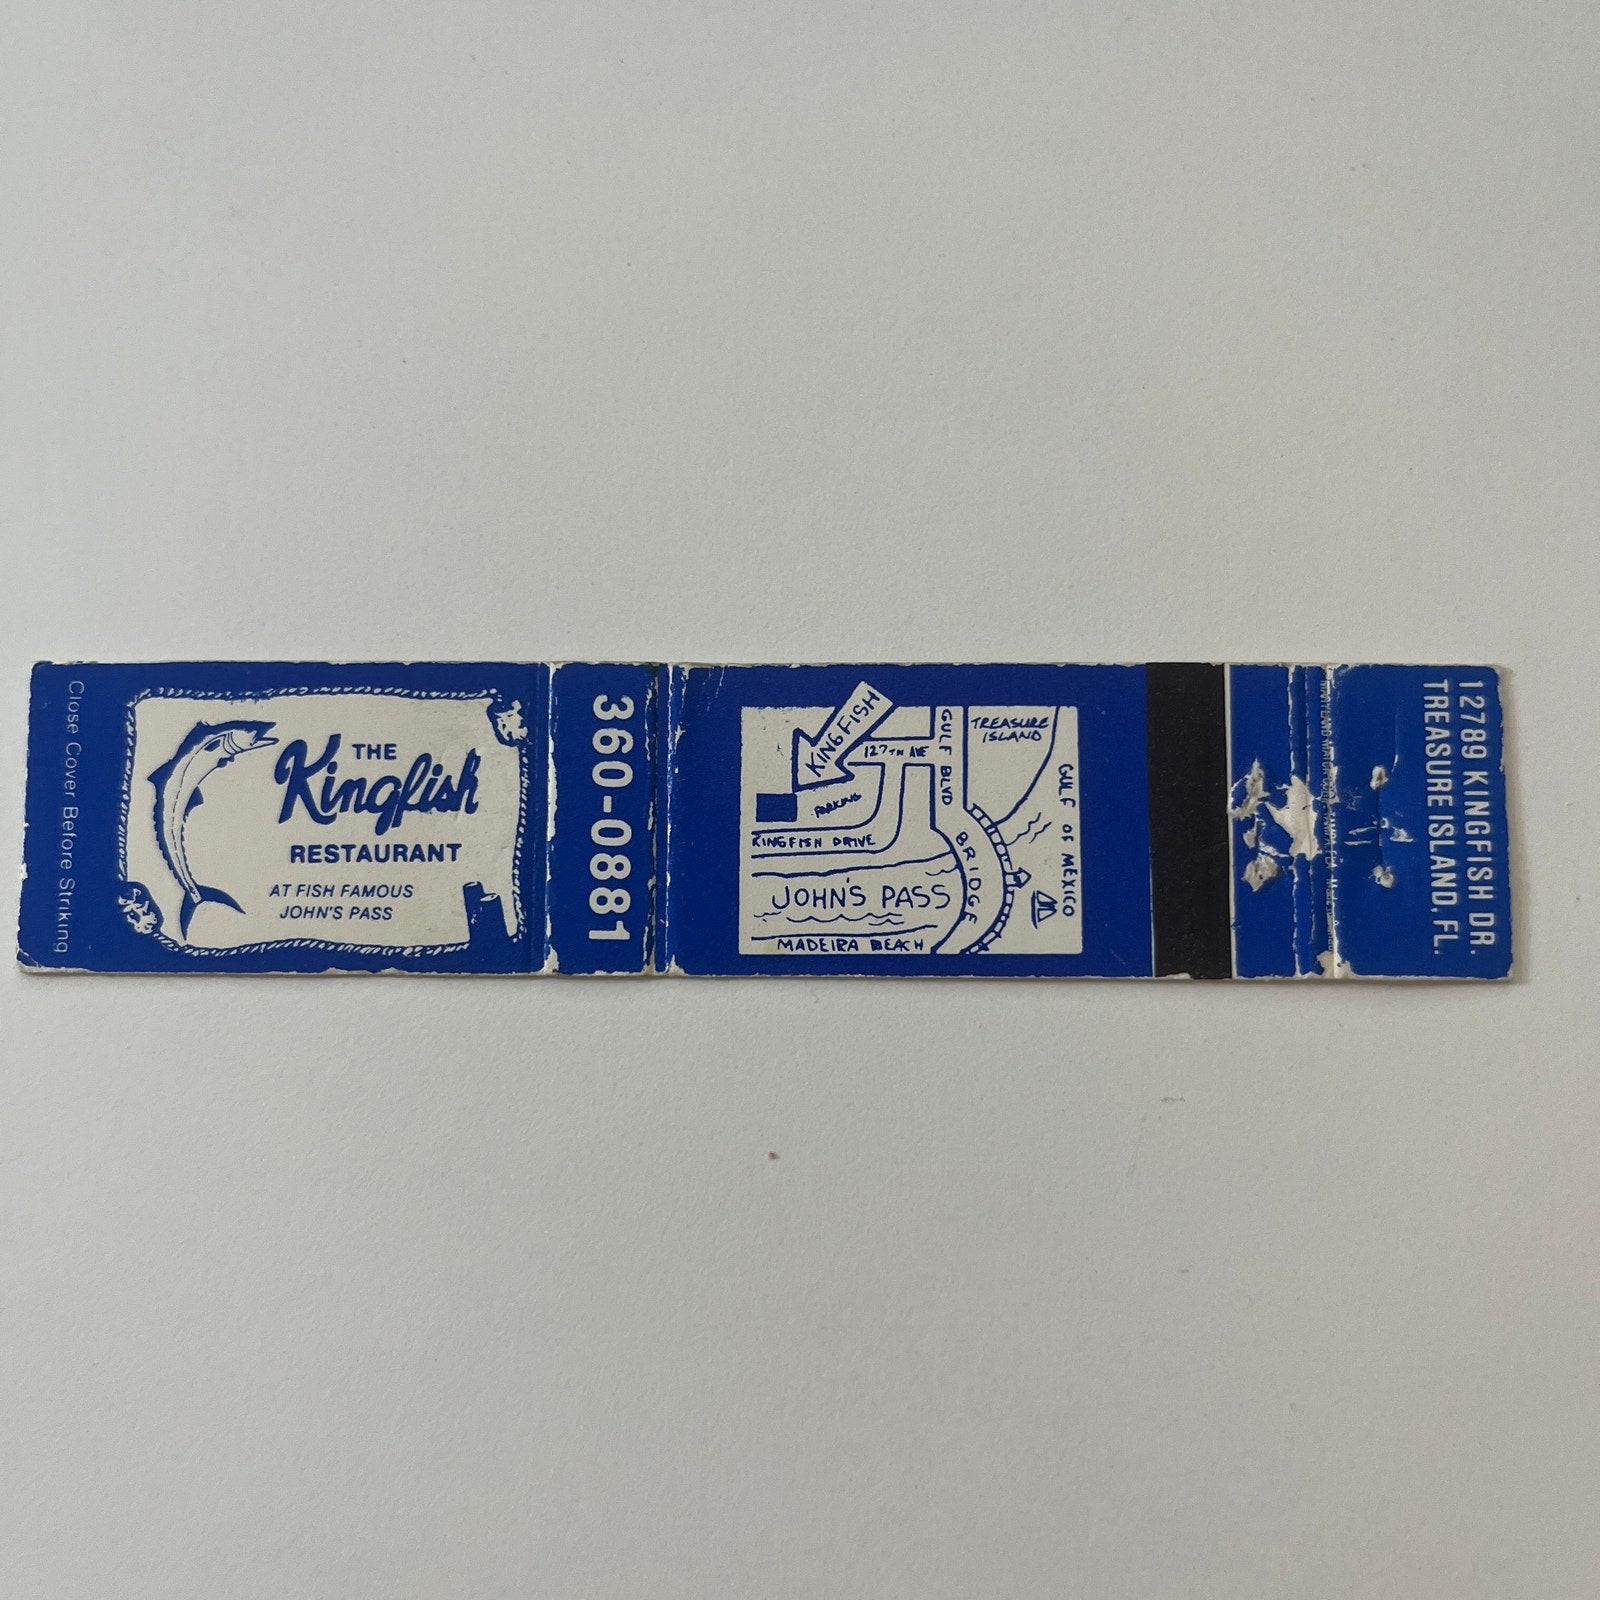 Close Cover Before Striking
THE
Kingfish
RESTAURANT
AT FISH FAMOUS
JOHN'S PASS
360-0881
KINGFISH
127TH AVE
PARKING
KINGFISH DRIVE
GULF BLVD
BRIDGE
TREASURE
ISLAND
GULF OF MEXICO
JOHN'S PASS
MADEIRA BEACH
MARYLAND MATCH
12789 KINGFISH DR.
TREASURE ISLAND, FL.